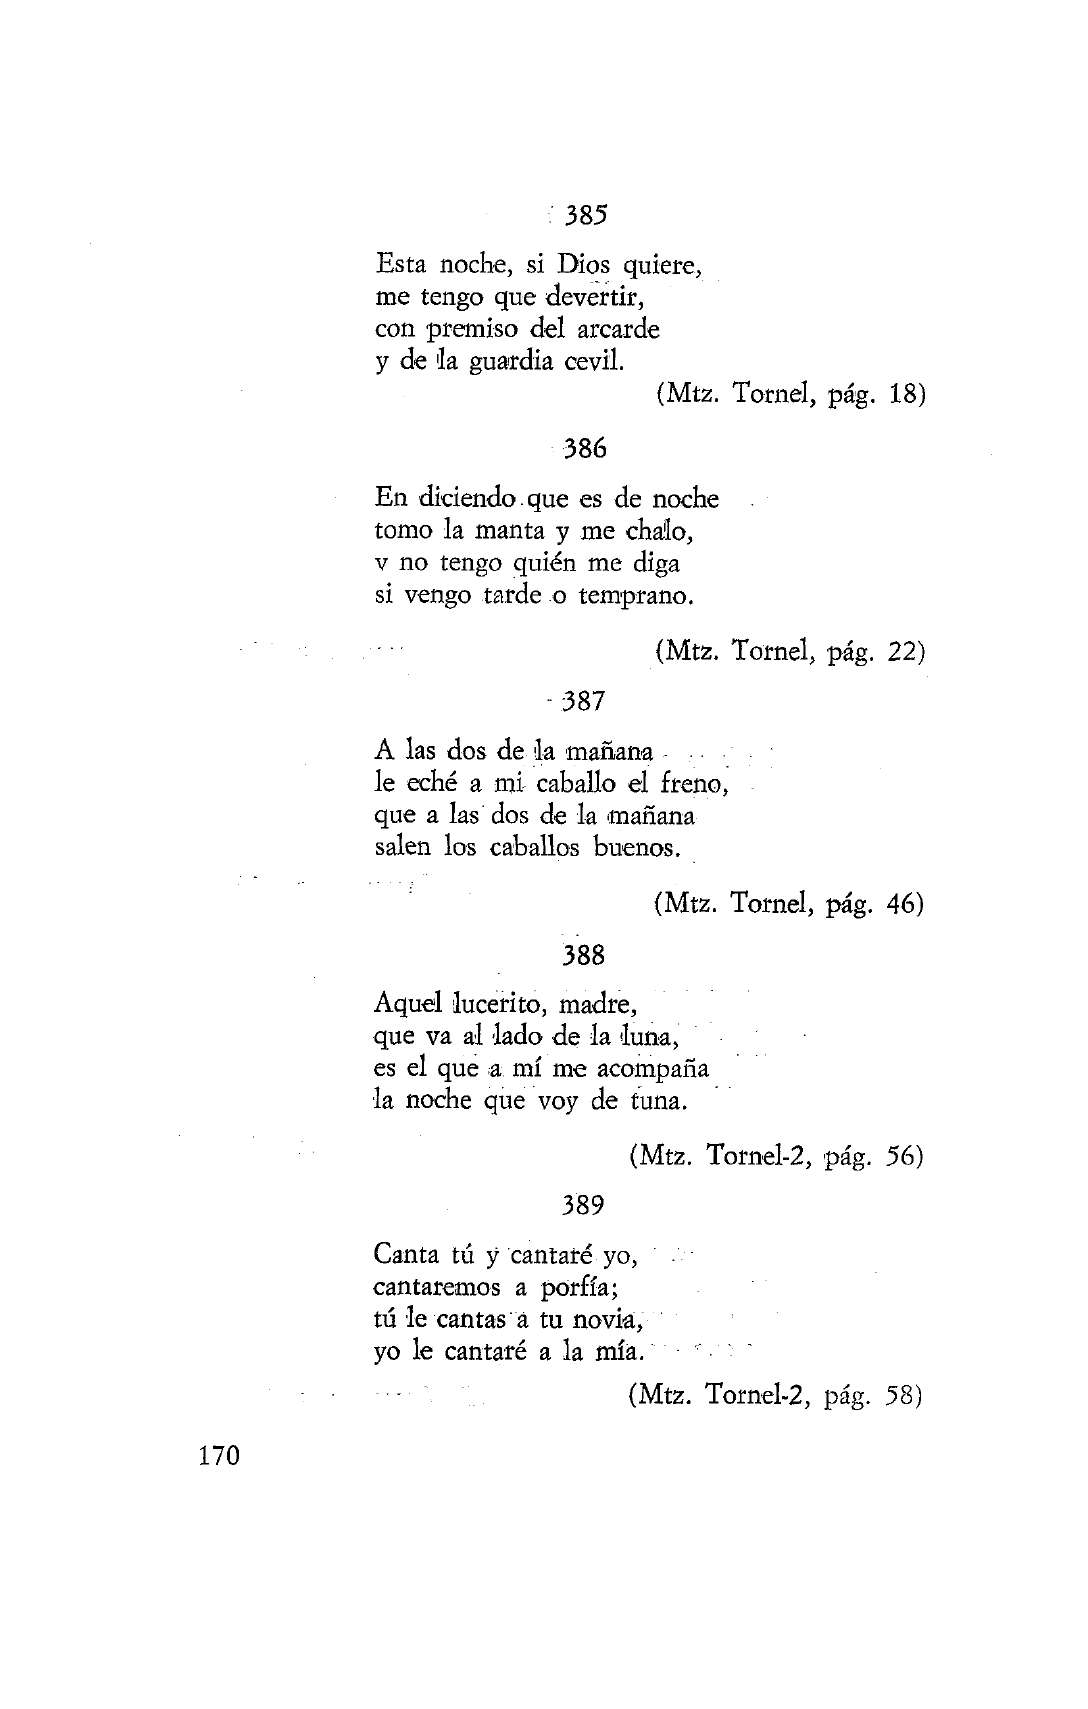 385
Esta noche, si Dios quiere,
me tengo que devertir,
con premiso del arcarde
y de la guardia cevil.
(Mtz. Tornel, pág. 18)
386
En diciendo que es de noche
tomo la manta y me chalo,
v no tengo quién me diga
si vengo tarde o temprano.
(Mtz. Tornel, pág. 22)
387
A las dos de la mañana
le eché a mi caballo el freno,
que a las dos de la mañana
salen los caballos buenos.
(Mtz. Tornel, pág. 46)
388
Aquel lucerito, madre,
que va al lado de la luna,
es el que a mí me acompaña
la noche que voy de tuna.
(Mtz. Tornel-2, pág. 56)
389
Canta tú y cantaré yo,
cantaremos a porfía;
tú le cantas a tu novia,
yo le cantaré a la mía.
(Mtz. Tornel-2, pág. 58)
170